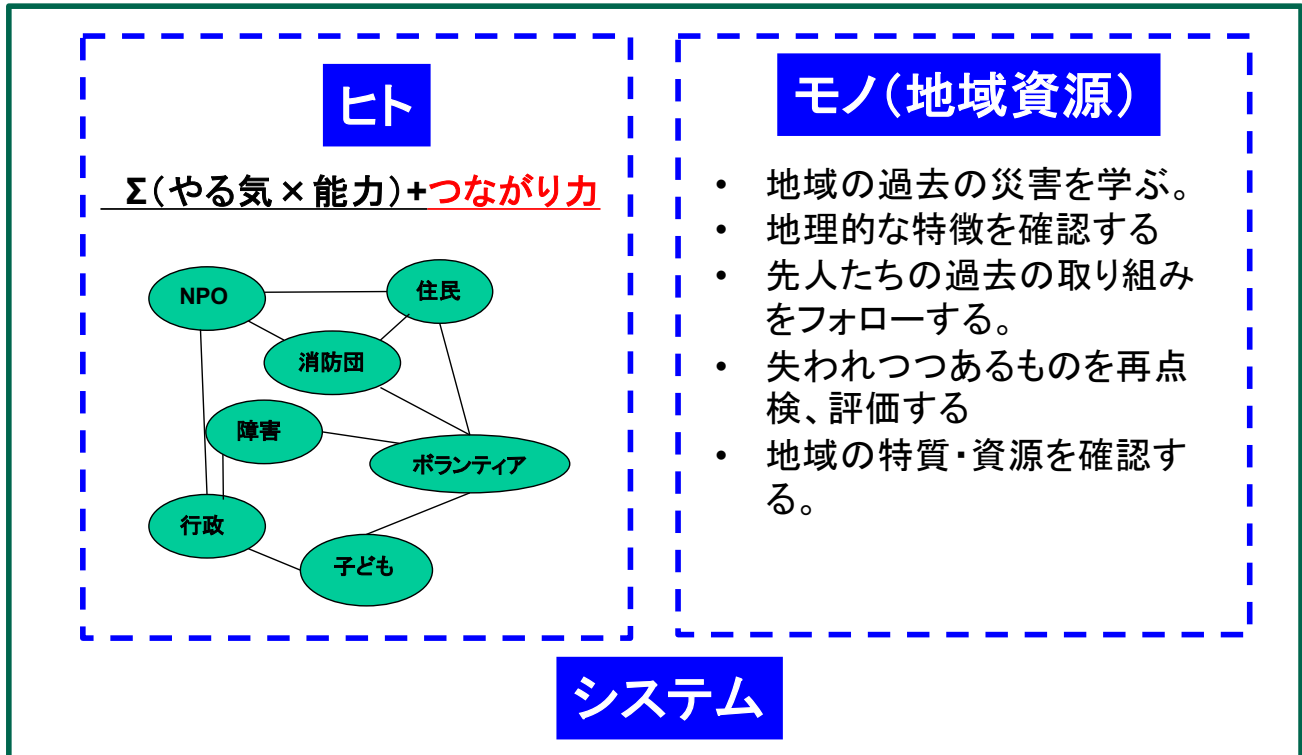 ヒト
Σ(やる気×能力)+つながり力
NPO
住民
消防団
障害
ボランティア
行政
子ども
モノ(地域資源)
• 地域の過去の災害を学ぶ。
• 地理的な特徴を確認する
• 先人たちの過去の取り組み
をフォローする。
• 失われつつあるものを再点
検、評価する
• 地域の特質・資源を確認す
る。
システム